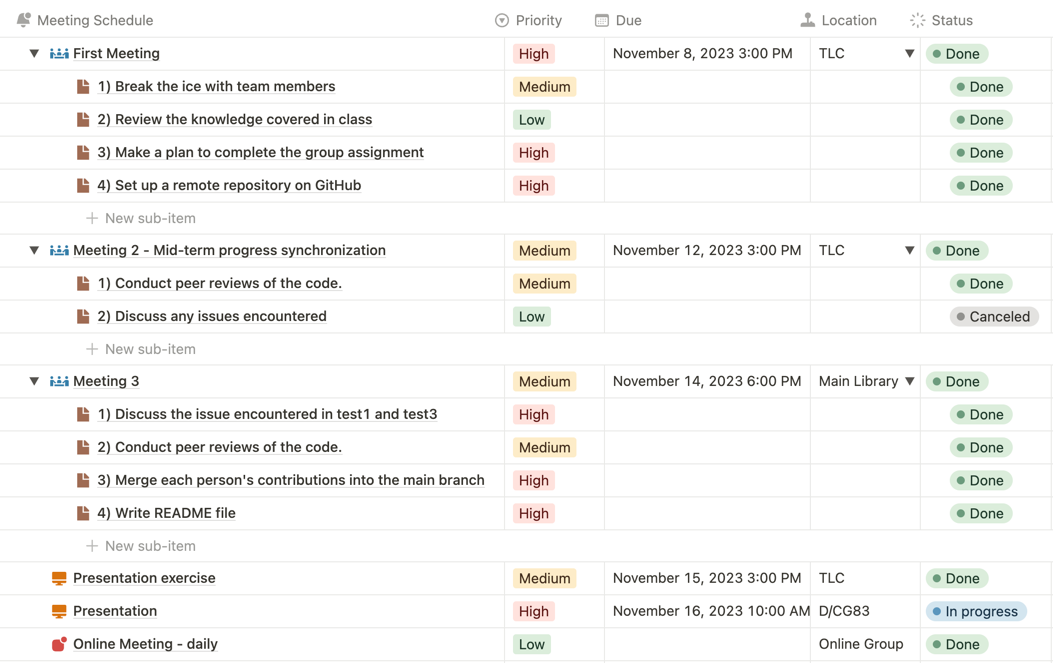 Meeting Schedule Priority Due Location Status
First Meeting High November 8, 2023 3:00 PM TLC Done
1) Break the ice with team members Medium Done
2) Review the knowledge covered in class Low Done
3) Make a plan to complete the group assignment High Done
4) Set up a remote repository on GitHub High Done
New sub-item
Meeting 2 - Mid-term progress synchronization Medium November 12, 2023 3:00 PM TLC Done
1) Conduct peer reviews of the code. Medium Done
2) Discuss any issues encountered Low Canceled
New sub-item
Meeting 3 Medium November 14, 2023 6:00 PM Main Library Done
1) Discuss the issue encountered in test1 and test3 High Done
2) Conduct peer reviews of the code. Medium Done
3) Merge each person's contributions into the main branch High Done
4) Write README file High Done
New sub-item
Presentation exercise Medium November 15, 2023 3:00 PM TLC Done
Presentation High November 16, 2023 10:00 AM D/CG83 In progress
Online Meeting - daily Low Online Group Done